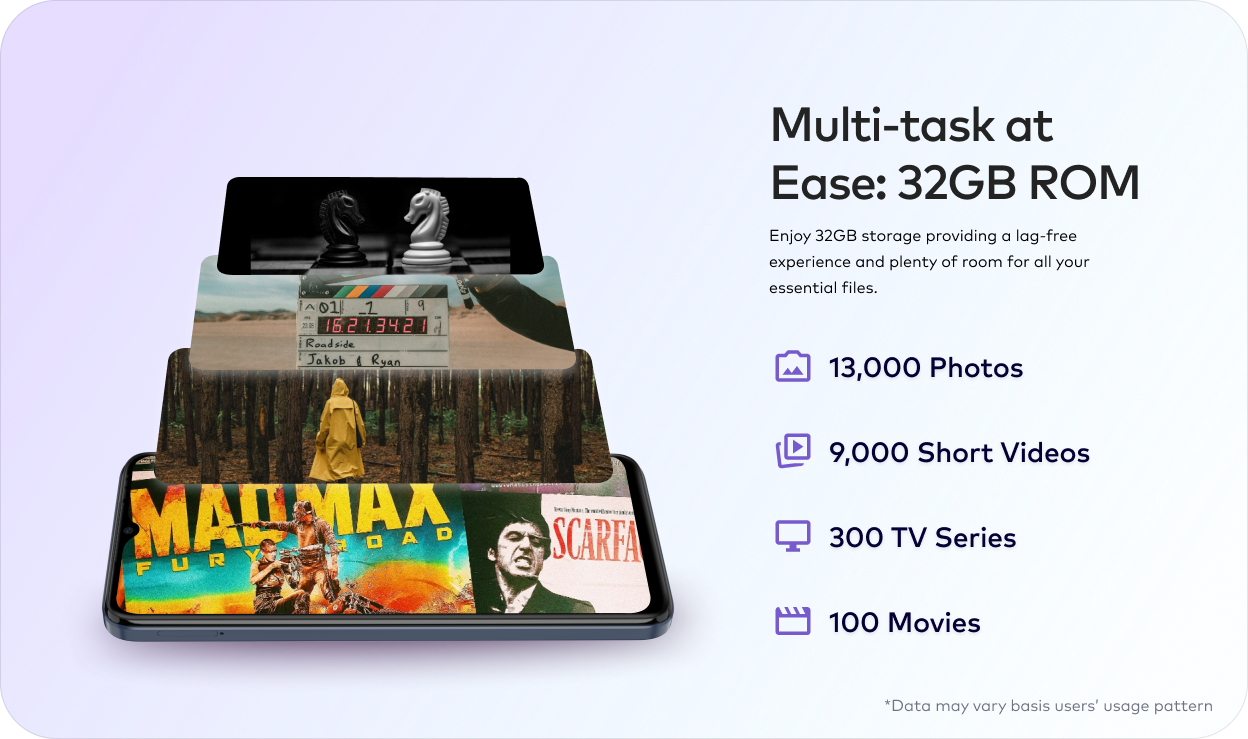 Multi-task at
Ease: 32GB ROM
Enjoy 32GB storage providing a lag-free
experience and plenty of room for all your
essential files.
13,000 Photos
9,000 Short Videos
300 TV Series
100 Movies
*Data may vary basis users’ usage pattern
01 1 9
16:21:34:21
Roadside
Jakob & Ryan
MAD MAX
FURY ROAD
SCARFA